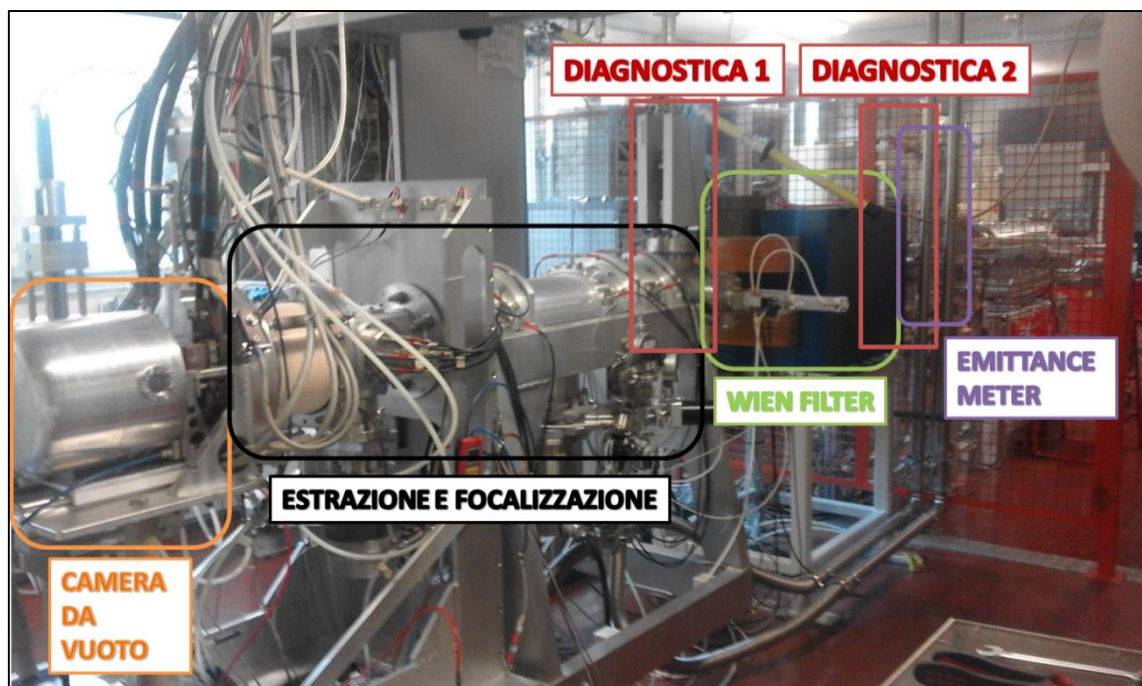 DIAGNOSTICA 1
DIAGNOSTICA 2
WIEN FILTER
EMITTANCE
METER
ESTRAZIONE E FOCALIZZAZIONE
CAMERA
DA
VUOTO